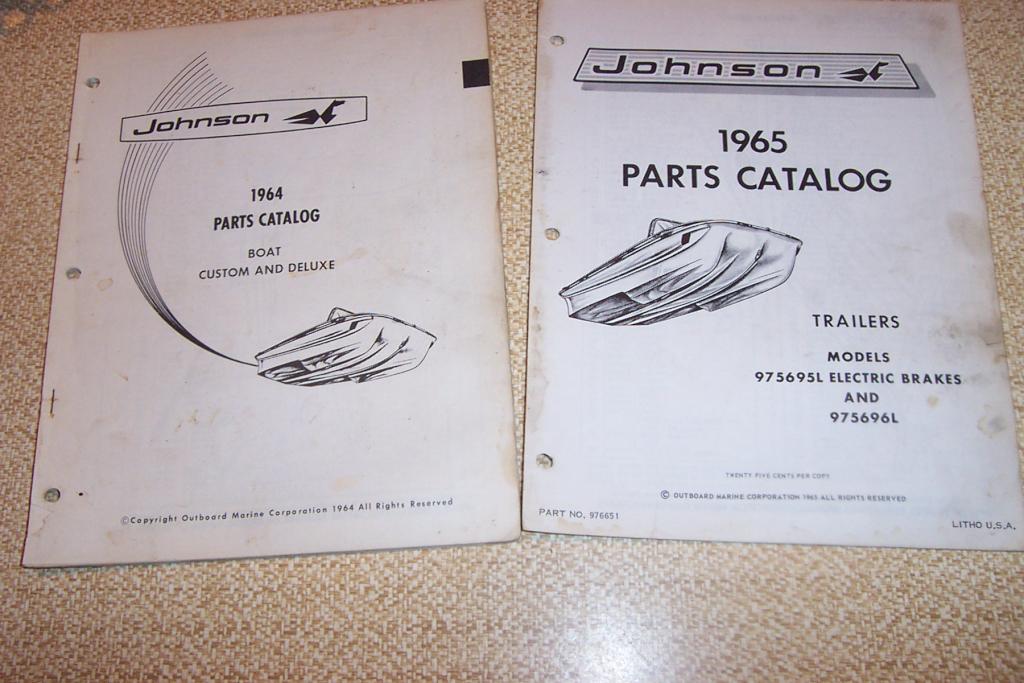 Johnson
1964
PARTS CATALOG
BOAT
CUSTOM AND DELUXE
©Copyright Outboard Marine Corporation 1964 All Rights Reserved
Johnson
1965
PARTS CATALOG
TRAILERS
MODELS
975695L ELECTRIC BRAKES
AND
975696L
TWENTY FIVE CENTS PER COPY
© OUTBOARD MARINE CORPORATION 1965 ALL RIGHTS RESERVED
PART NO. 976651
LITHO U.S.A.